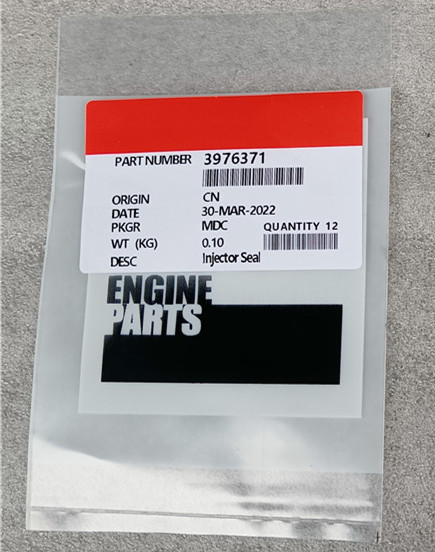 PART NUMBER 3976371
ORIGIN CN
DATE 30-MAR-2022
PKGR MDC QUANTITY 12
WT (KG) 0.10
DESC Injector Seal
ENGINE
PARTS